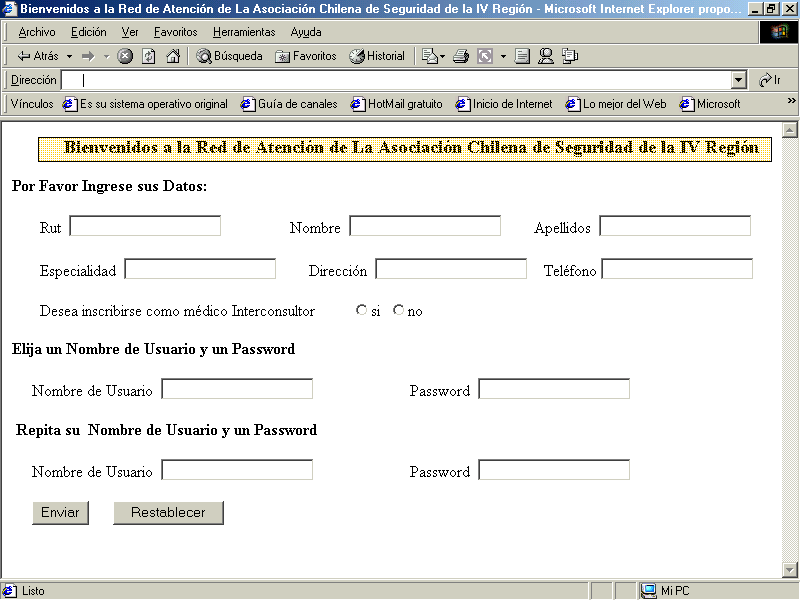 Bienvenidos a la Red de Atención de La Asociación Chilena de Seguridad de la IV Región - Microsoft Internet Explorer propo...
Archivo Edición Ver Favoritos Herramientas Ayuda
Atrás Búsqueda Favoritos Historial
Dirección Ir
Vínculos Es su sistema operativo original Guía de canales HotMail gratuito Inicio de Internet Lo mejor del Web Microsoft »
Bienvenidos a la Red de Atención de La Asociación Chilena de Seguridad de la IV Región
Por Favor Ingrese sus Datos:
Rut Nombre Apellidos
Especialidad Dirección Teléfono
Desea inscribirse como médico Interconsultor si no
Elija un Nombre de Usuario y un Password
Nombre de Usuario Password
Repita su Nombre de Usuario y un Password
Nombre de Usuario Password
Enviar Restablecer
Listo Mi PC